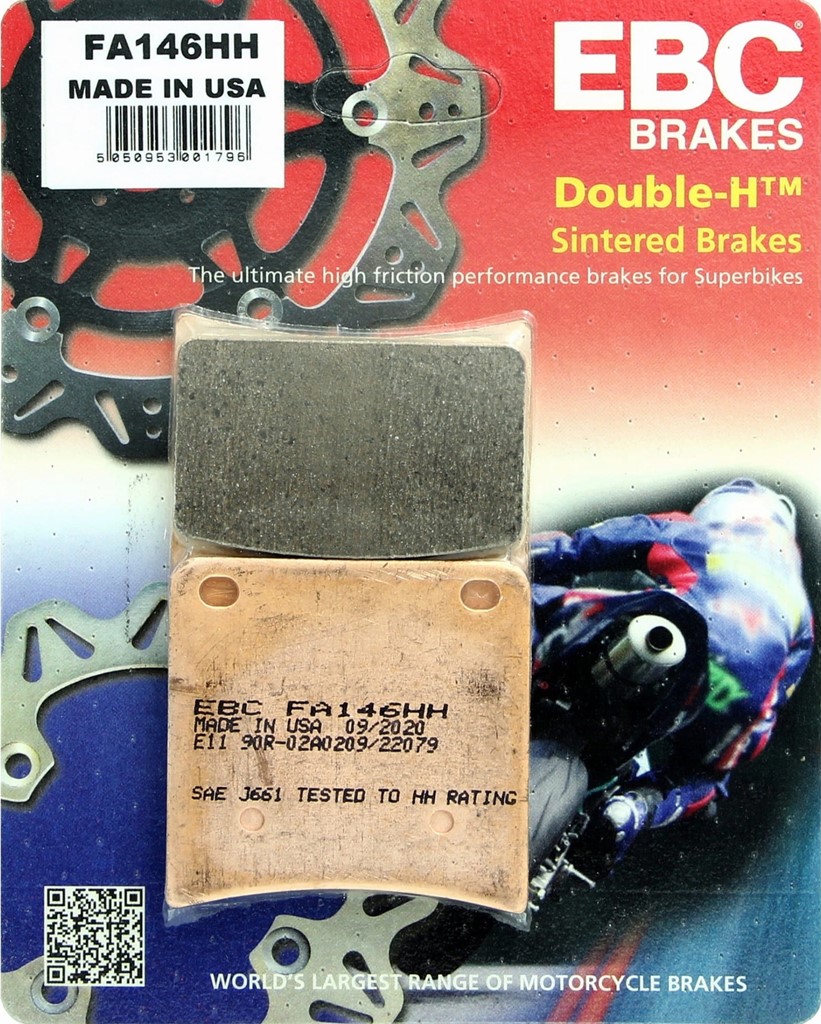 FA146HH
MADE IN USA
5 050953 001796
EBC®
BRAKES
Double-H™
Sintered Brakes
The ultimate high friction performance brakes for Superbikes
EBC FA146HH
MADE IN USA 09/2020
E11 90R-02A0209/22079
SAE J661 TESTED TO HH RATING
WORLD'S LARGEST RANGE OF MOTORCYCLE BRAKES